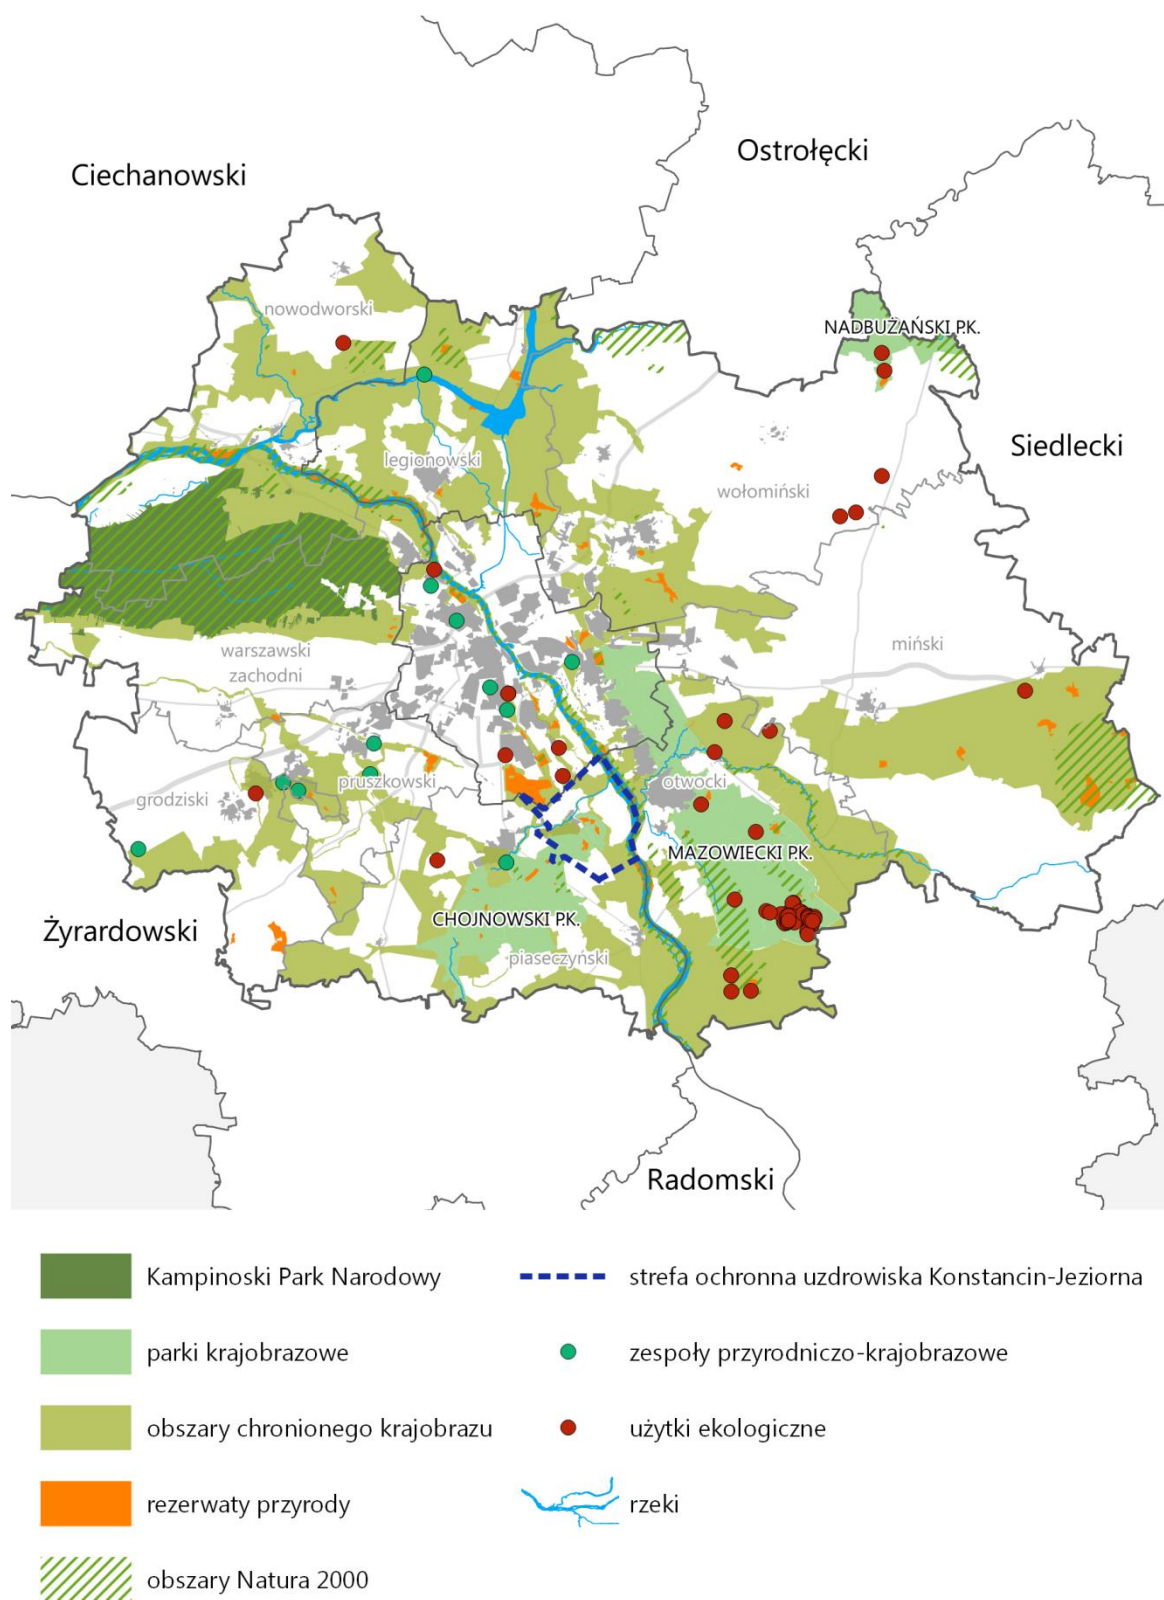 Ostrołęcki
Ciechanowski
nowodworski
NADBUŻAŃSKI P.K.
Siedlecki
legionowski
wołomiński
miński
warszawski
zachodni
otwocki
pruszkowski
grodziski
MAZOWIECKI P.K.
CHOJNOWSKI P.K.
Żyrardowski
piaseczyński
Radomski
Kampinoski Park Narodowy
strefa ochronna uzdrowiska Konstancin-Jeziorna
parki krajobrazowe
zespoły przyrodniczo-krajobrazowe
obszary chronionego krajobrazu
użytki ekologiczne
rezerwaty przyrody
rzeki
obszary Natura 2000